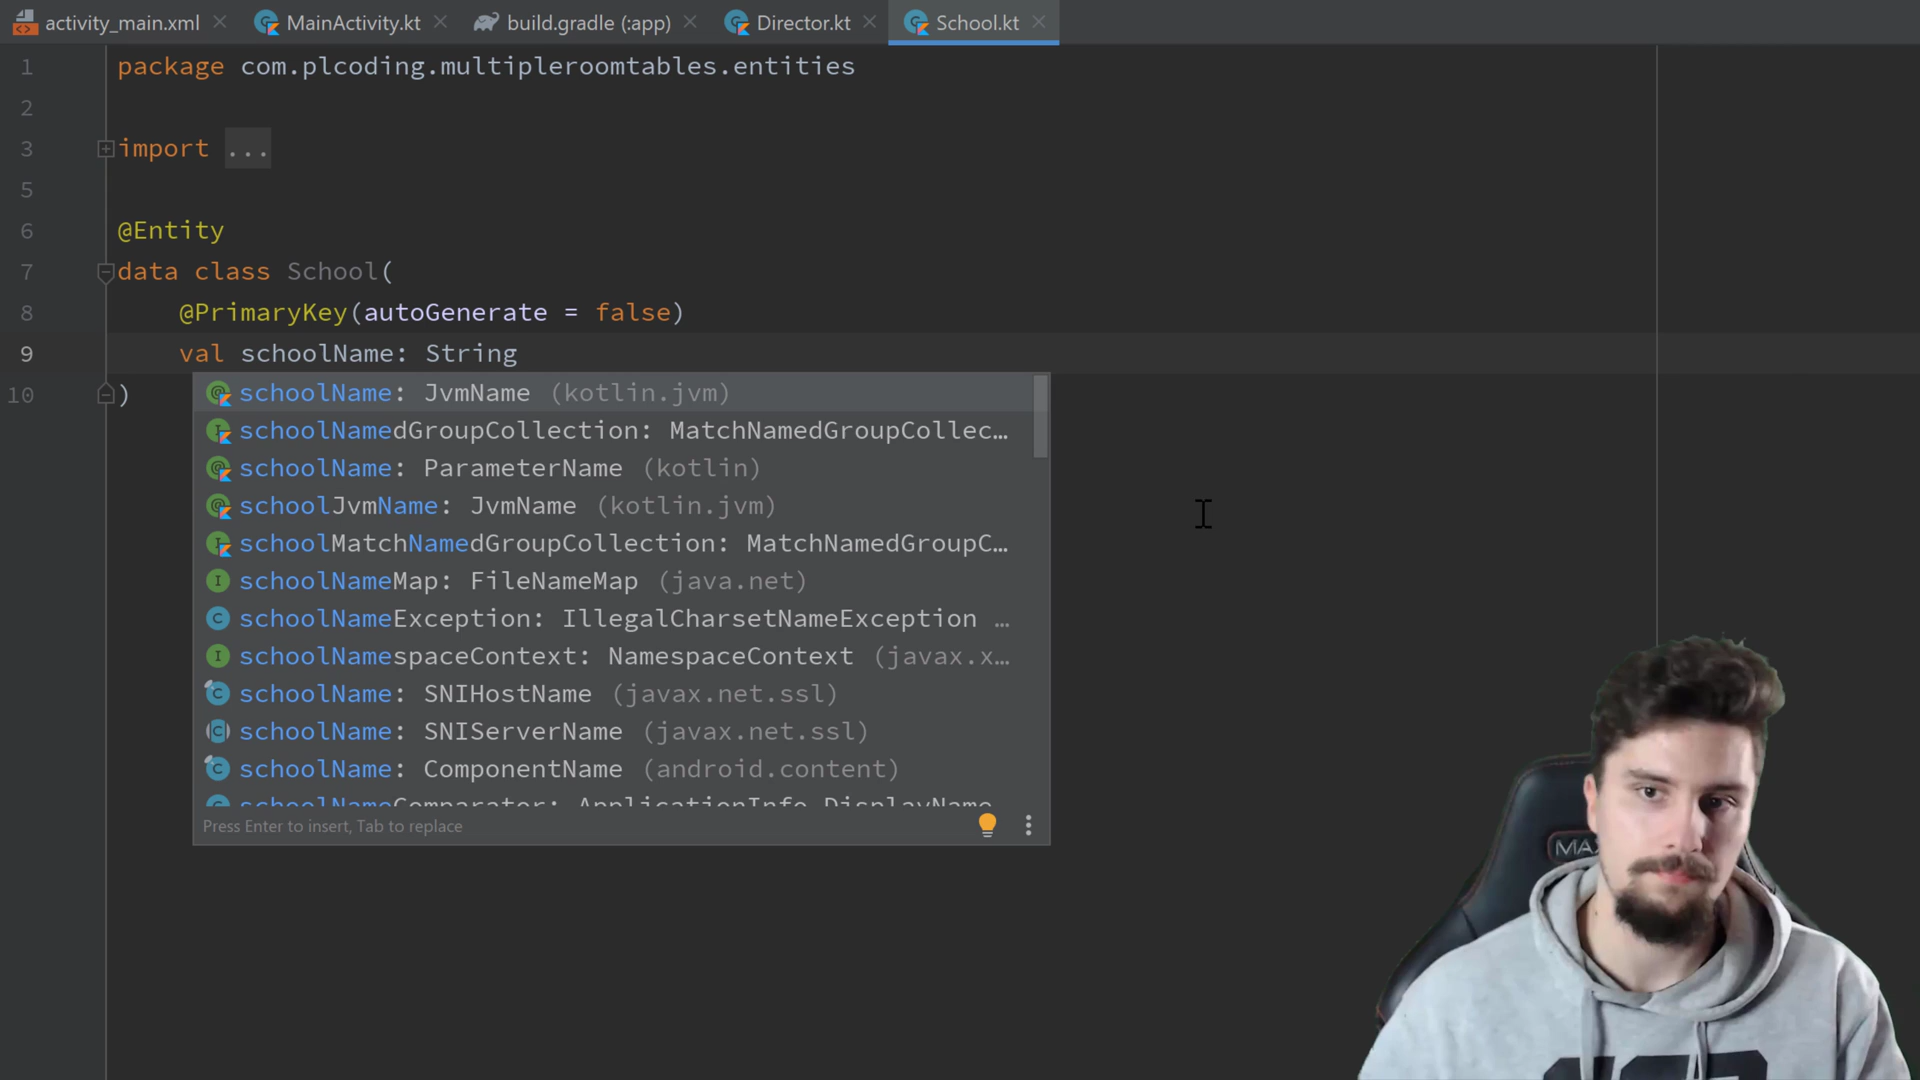 activity_main.xml MainActivity.kt build.gradle (:app) Director.kt School.kt
1 package com.plcoding.multipleroomtables.entities
2
3 import ...
5
6 @Entity
7 data class School(
8 @PrimaryKey(autoGenerate = false)
9 val schoolName: String
10 )
schoolName: JvmName (kotlin.jvm)
schoolNamedGroupCollection: MatchNamedGroupCollec…
schoolName: ParameterName (kotlin)
schoolJvmName: JvmName (kotlin.jvm)
schoolMatchNamedGroupCollection: MatchNamedGroupC…
schoolNameMap: FileNameMap (java.net)
schoolNameException: IllegalCharsetNameException …
schoolNamespaceContext: NamespaceContext (javax.x…
schoolName: SNIHostName (javax.net.ssl)
schoolName: SNIServerName (javax.net.ssl)
schoolName: ComponentName (android.content)
schoolNameComparator: ApplicationInfo.DisplayName
Press Enter to insert, Tab to replace